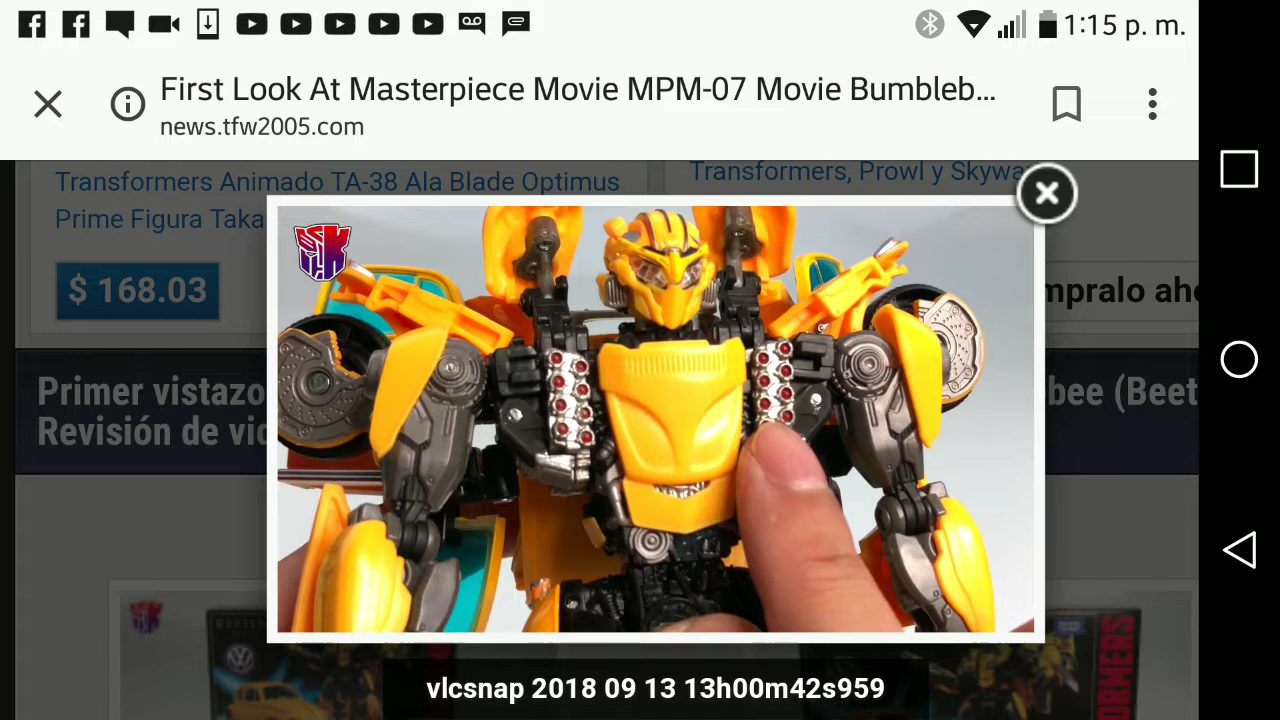 1:15 p. m.
First Look At Masterpiece Movie MPM-07 Movie Bumbleb...
news.tfw2005.com
Transformers Animado TA-38 Ala Blade Optimus
Prime Figura Taka
$ 168.03
Transformers, Prowl y Skywa
mpralo aho
Primer vistazo
bee (Beet
Revisión de vid
vlcsnap 2018 09 13 13h00m42s959